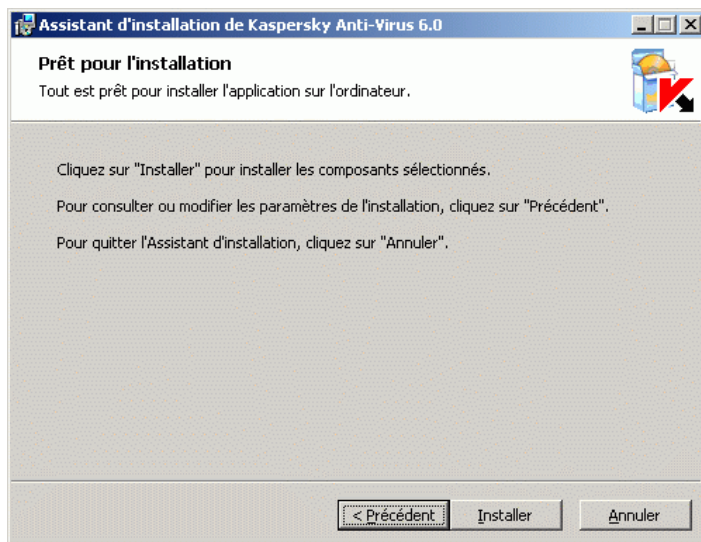 Assistant d'installation de Kaspersky Anti-Virus 6.0
Prêt pour l'installation
Tout est prêt pour installer l'application sur l'ordinateur.
Cliquez sur "Installer" pour installer les composants sélectionnés.
Pour consulter ou modifier les paramètres de l'installation, cliquez sur "Précédent".
Pour quitter l'Assistant d'installation, cliquez sur "Annuler".
< Précédent Installer Annuler